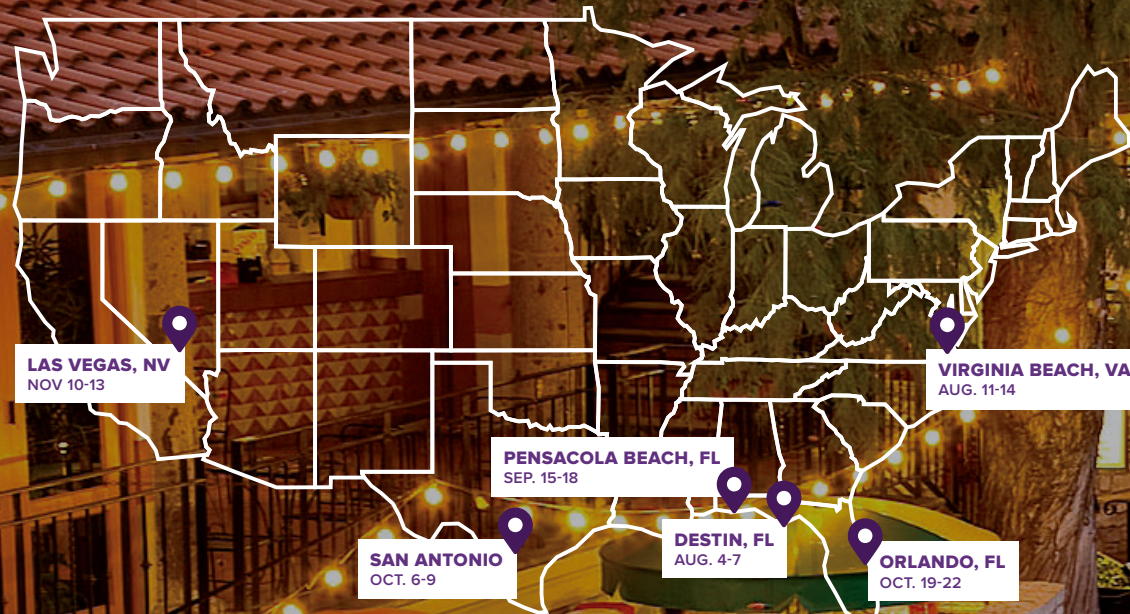 LAS VEGAS, NV
NOV 10-13
VIRGINIA BEACH, VA
AUG. 11-14
PENSACOLA BEACH, FL
SEP. 15-18
DESTIN, FL
AUG. 4-7
SAN ANTONIO
OCT. 6-9
ORLANDO, FL
OCT. 19-22